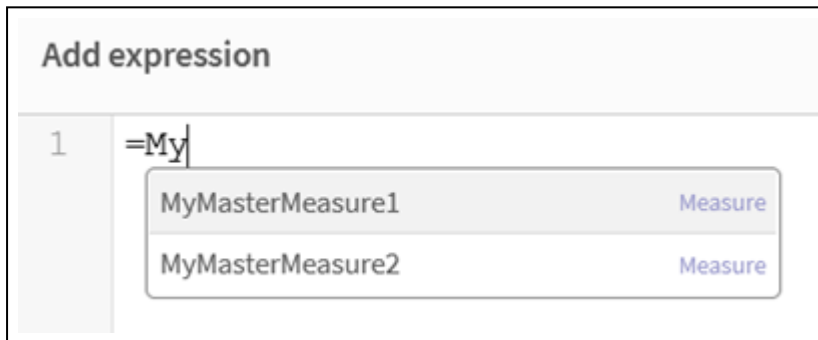 Add expression
1 =My
MyMasterMeasure1 Measure
MyMasterMeasure2 Measure